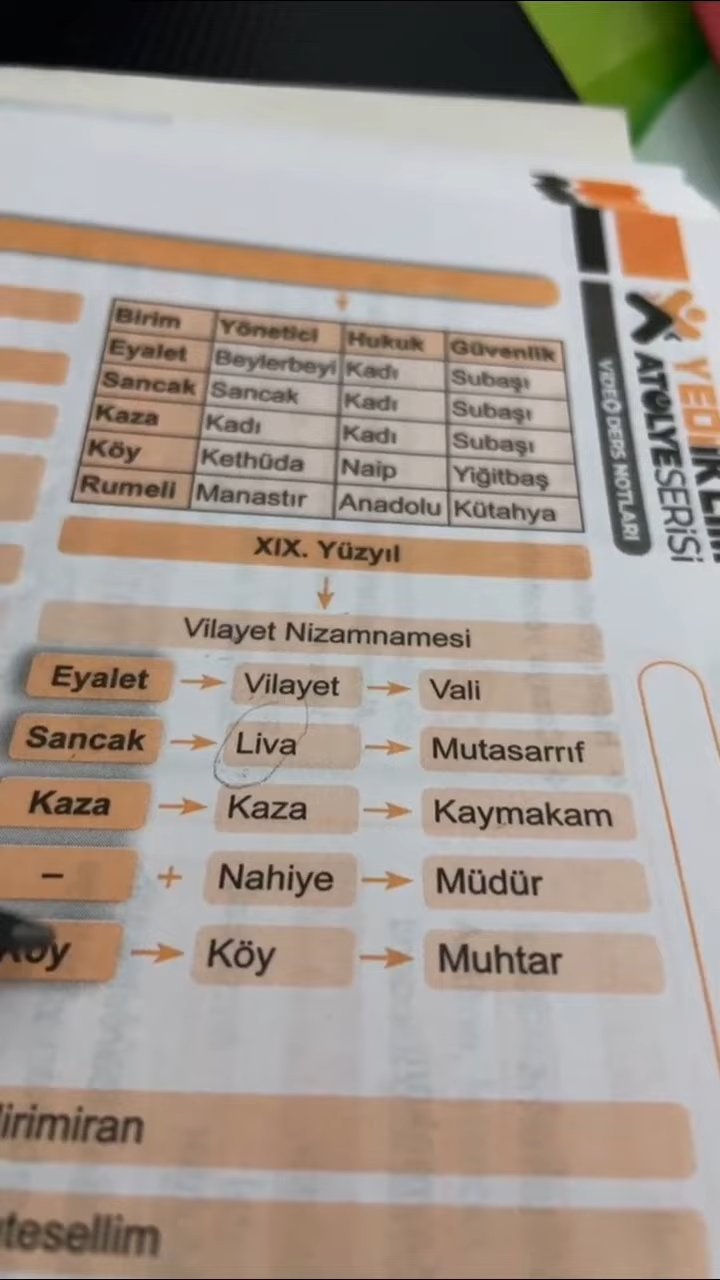 Birim Yönetici Hukuk Güvenlik
Eyalet Beylerbeyi Kadı Subaşı
Sancak Sancak Kadı Subaşı
Kaza Kadı Kadı Subaşı
Köy Kethüda Naip Yiğitbaş
Rumeli Manastır Anadolu Kütahya
XIX. Yüzyıl
Vilayet Nizamnamesi
Eyalet Vilayet Vali
Sancak Liva Mutasarrıf
Kaza Kaza Kaymakam
– + Nahiye Müdür
Köy Köy Muhtar
irimiran
tesellim
YEDİKLİM
ATÖLYESERİSİ
VİDEO DERS NOTLARI